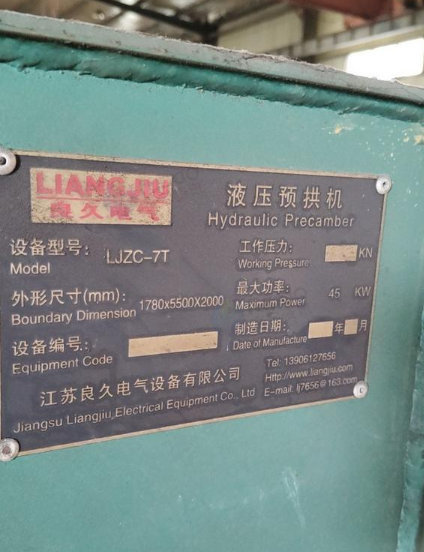 LIANGJIU
良久电气
液压预拱机
Hydraulic Precamber
设备型号: LJZC-7T
Model
工作压力: KN
Working Pressure
外形尺寸(mm): 1780x5500X2000
Boundary Dimension
最大功率: 45 KW
Maximum Power
设备编号:
Equipment Code
制造日期: 年 月
Date of Manufacture
江苏良久电气设备有限公司
Jiangsu Liangjiu Electrical Equipment Co., Ltd
Tel: 13906127656
Http://www.liangjiu.com
E-mail: lj7656@163.com